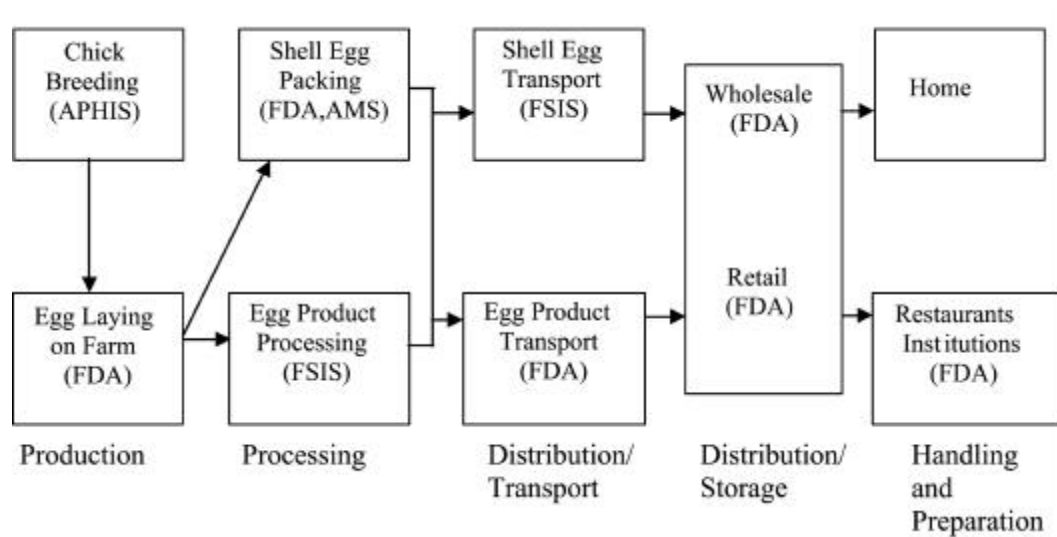 Chick
Breeding
(APHIS)
Shell Egg
Packing
(FDA,AMS)
Shell Egg
Transport
(FSIS)
Wholesale
(FDA)
Home
Egg Laying
on Farm
(FDA)
Egg Product
Processing
(FSIS)
Egg Product
Transport
(FDA)
Retail
(FDA)
Restaurants
Institutions
(FDA)
Production
Processing
Distribution/
Transport
Distribution/
Storage
Handling
and
Preparation